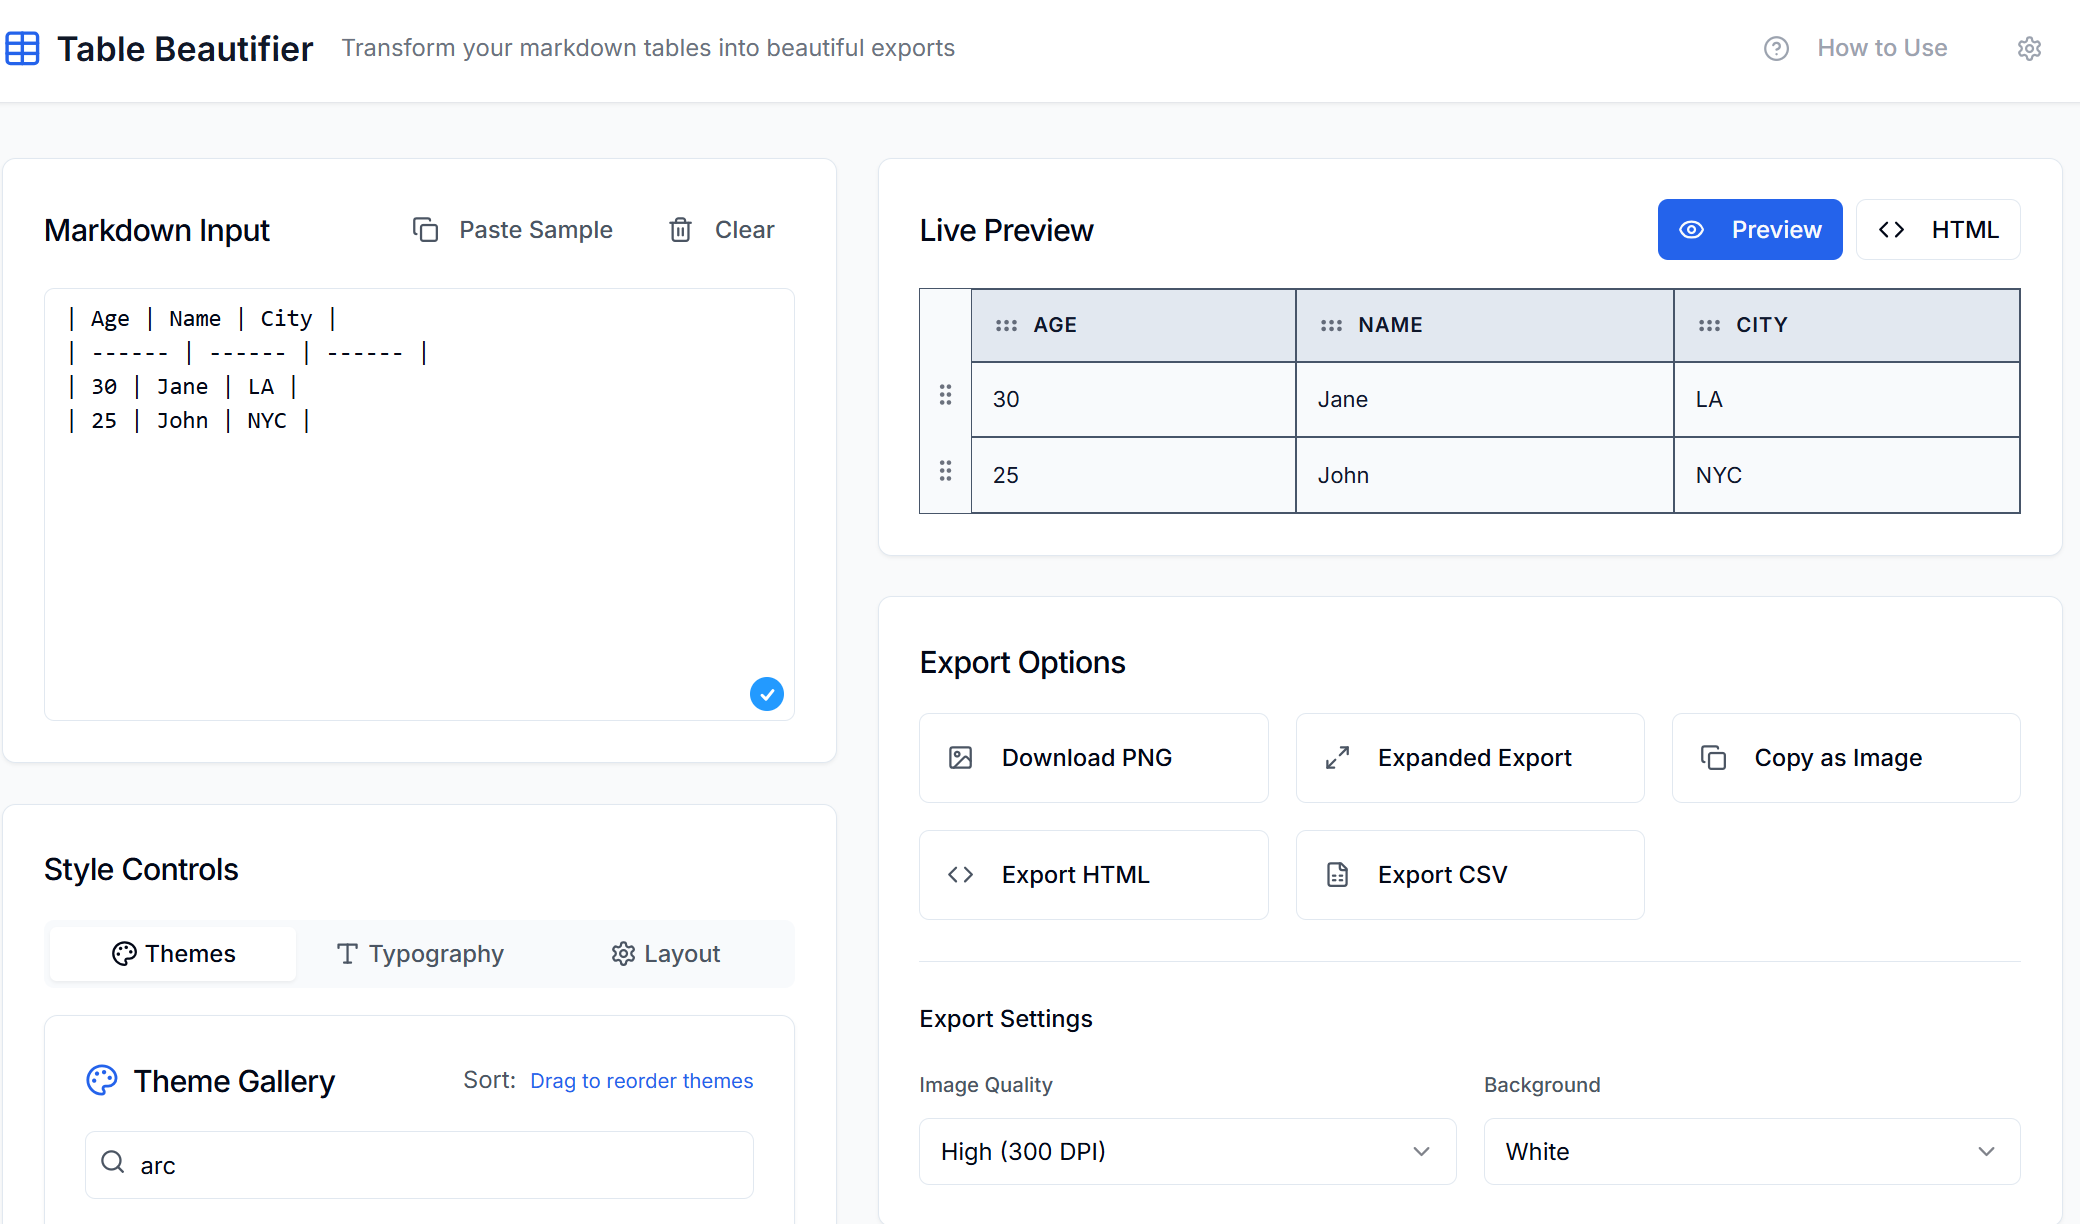 Table Beautifier Transform your markdown tables into beautiful exports How to Use
Markdown Input Paste Sample Clear
| Age | Name | City |
| ------ | ------ | ------ |
| 30 | Jane | LA |
| 25 | John | NYC |
Style Controls
Themes Typography Layout
Theme Gallery Sort: Drag to reorder themes
arc
Live Preview Preview HTML
AGE NAME CITY
30 Jane LA
25 John NYC
Export Options
Download PNG Expanded Export Copy as Image
Export HTML Export CSV
Export Settings
Image Quality Background
High (300 DPI) White